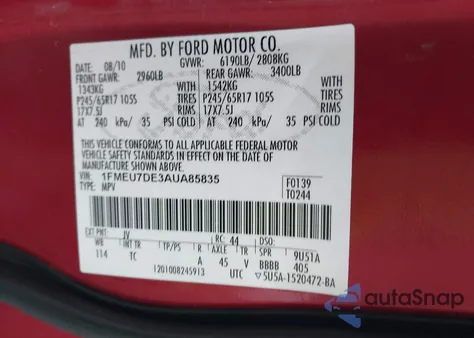 MFD. BY FORD MOTOR CO.
DATE: 08/10 GVWR: 6190LB/ 2808KG
FRONT GAWR: 2960LB REAR GAWR: 3400LB
1343KG WITH 1542KG WITH
P245/65R17 105S TIRES P245/65R17 105S TIRES
17X7.5J RIMS 17X7.5J RIMS
AT 240 kPa/ 35 PSI COLD AT 240 kPa/ 35 PSI COLD
THIS VEHICLE CONFORMS TO ALL APPLICABLE FEDERAL MOTOR
VEHICLE SAFETY AND BUMPER STANDARDS IN EFFECT ON THE DATE OF
MANUFACTURE SHOWN ABOVE.
VIN: 1FMEU7DE3AUA85835
TYPE: MPV
F0139
T0244
EXT PNT: JV RC: 44 DSO:
WB INT TR TP/PS R AXLE TR SPR 9U51A
114 TC A 45 V BBBB 405
1201008245913 UTC ▽5U5A-1520472-BA
autoSnap